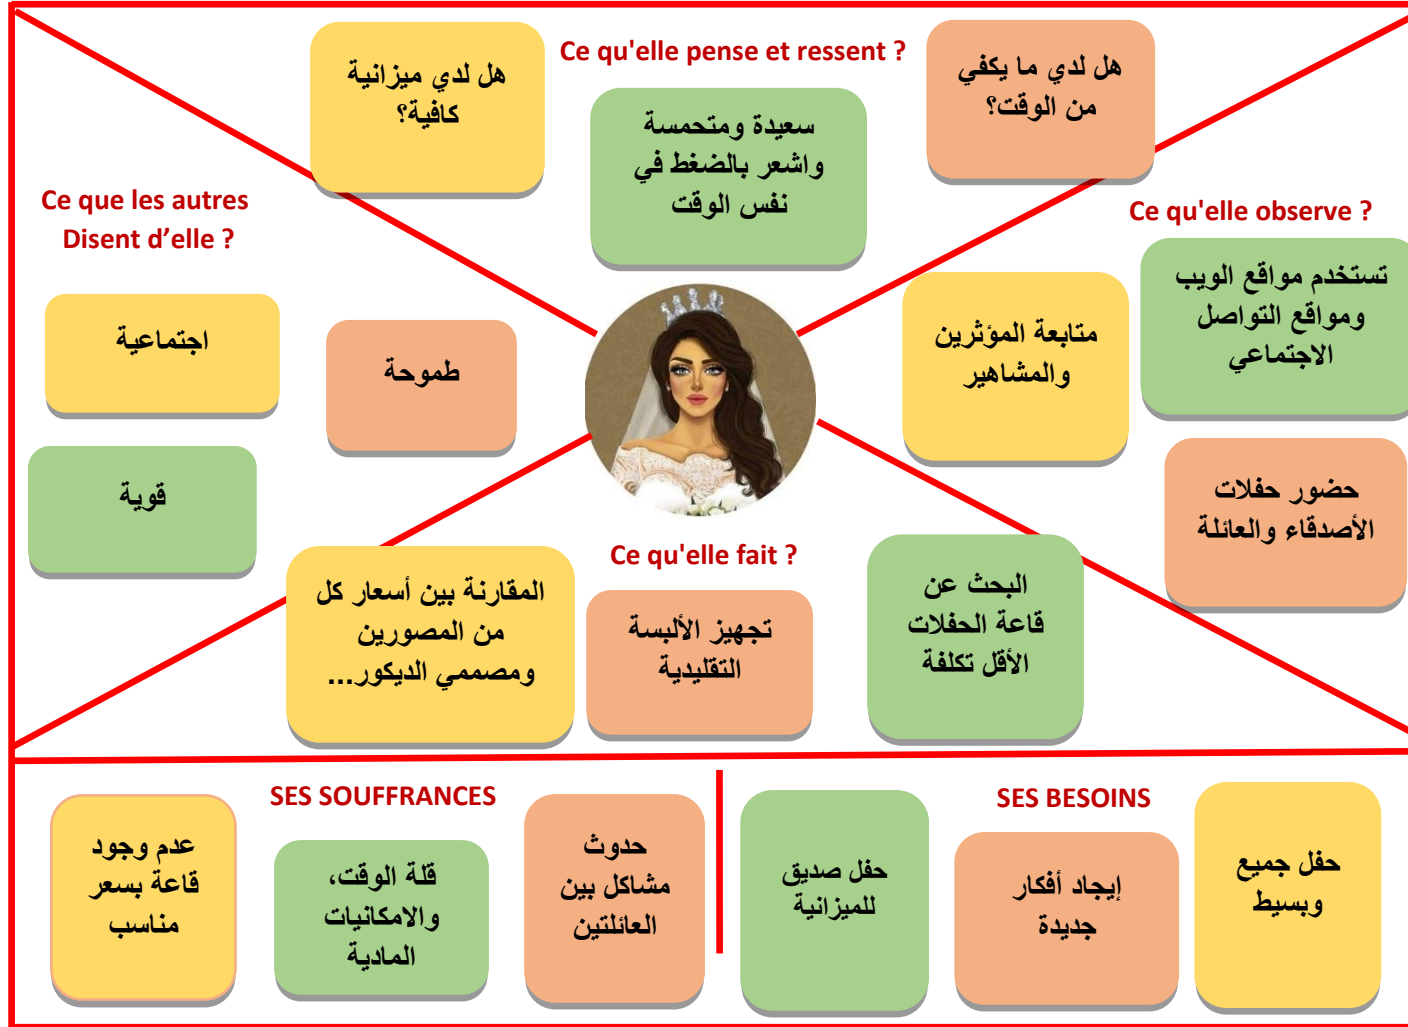 Ce qu'elle pense et ressent ?
هل لدي ميزانية
كافية؟
سعيدة ومتحمسة
واشعر بالضغط في
نفس الوقت
هل لدي ما يكفي
من الوقت؟
Ce que les autres
Disent d’elle ?
اجتماعية
طموحة
قوية
Ce qu'elle observe ?
تستخدم مواقع الويب
ومواقع التواصل
الاجتماعي
متابعة المؤثرين
والمشاهير
حضور حفلات
الأصدقاء والعائلة
Ce qu'elle fait ?
المقارنة بين أسعار كل
من المصورين
ومصممي الديكور...
تجهيز الألبسة
التقليدية
البحث عن
قاعة الحفلات
الأقل تكلفة
SES SOUFFRANCES
عدم وجود
قاعة بسعر
مناسب
قلة الوقت،
والامكانيات
المادية
حدوث
مشاكل بين
العائلتين
SES BESOINS
حفل صديق
للميزانية
إيجاد أفكار
جديدة
حفل جميع
وبسيط